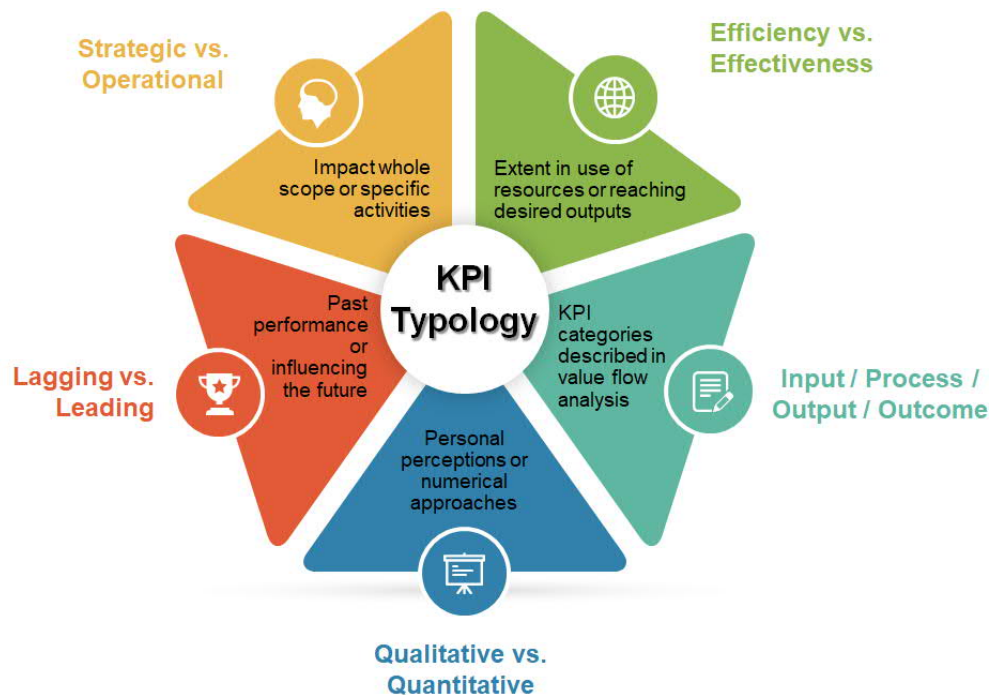 Strategic vs.
Operational
Efficiency vs.
Effectiveness
Impact whole
scope or specific
activities
Extent in use of
resources or reaching
desired outputs
KPI
Typology
Past
performance
or
influencing
the future
KPI
categories
described in
value flow
analysis
Lagging vs.
Leading
Input / Process /
Output / Outcome
Personal
perceptions or
numerical
approaches
Qualitative vs.
Quantitative